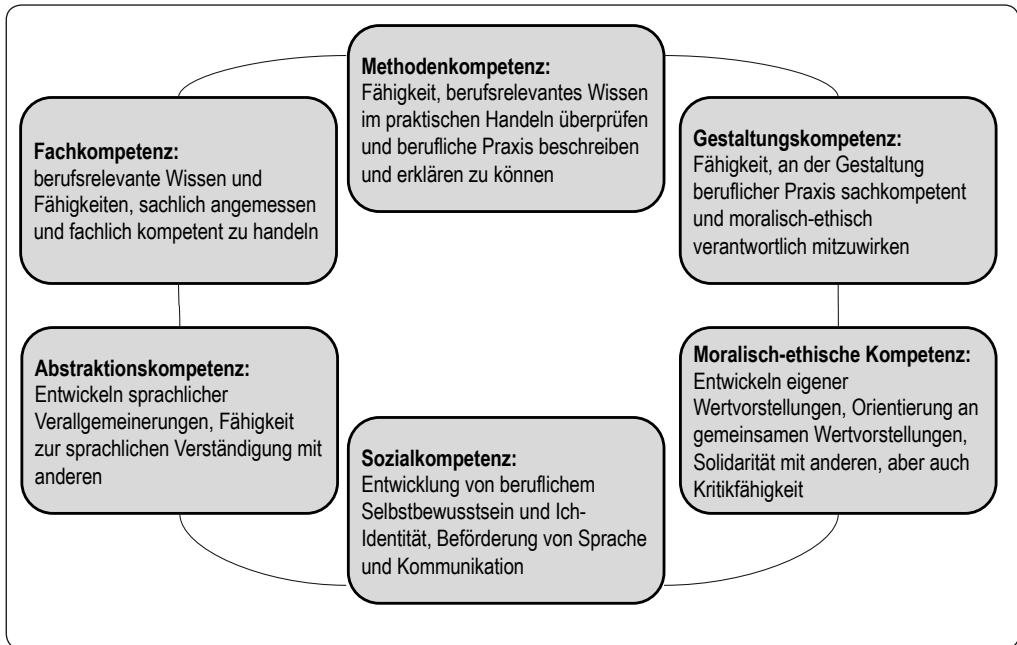 Methodenkompetenz:
Fähigkeit, berufsrelevantes Wissen
im praktischen Handeln überprüfen
und berufliche Praxis beschreiben
und erklären zu können
Fachkompetenz:
berufsrelevante Wissen und
Fähigkeiten, sachlich angemessen
und fachlich kompetent zu handeln
Gestaltungskompetenz:
Fähigkeit, an der Gestaltung
beruflicher Praxis sachkompetent
und moralisch-ethisch
verantwortlich mitzuwirken
Abstraktionskompetenz:
Entwickeln sprachlicher
Verallgemeinerungen, Fähigkeit
zur sprachlichen Verständigung mit
anderen
Moralisch-ethische Kompetenz:
Entwickeln eigener
Wertvorstellungen, Orientierung an
gemeinsamen Wertvorstellungen,
Solidarität mit anderen, aber auch
Kritikfähigkeit
Sozialkompetenz:
Entwicklung von beruflichem
Selbstbewusstsein und Ich-
Identität, Beförderung von Sprache
und Kommunikation